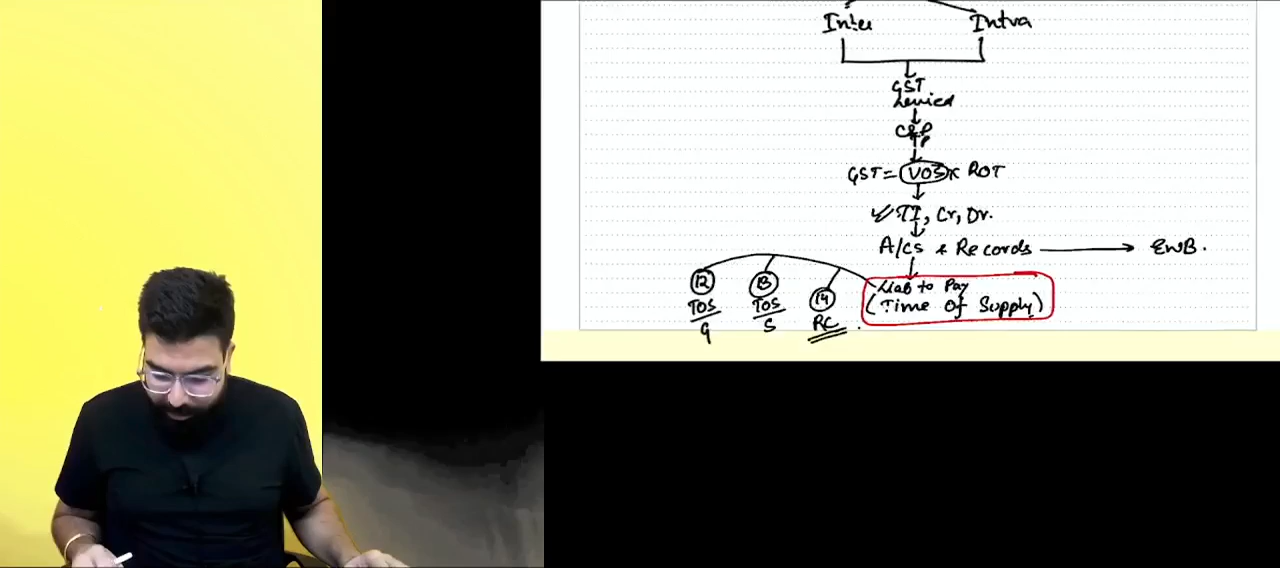 Inter Intra
GST
Levied
GST = VOS x ROT
TI, Cr, Dr.
A/cs & Records → EWB.
Liab to Pay
(Time of Supply)
12 13 14
TOS TOS RC
G S